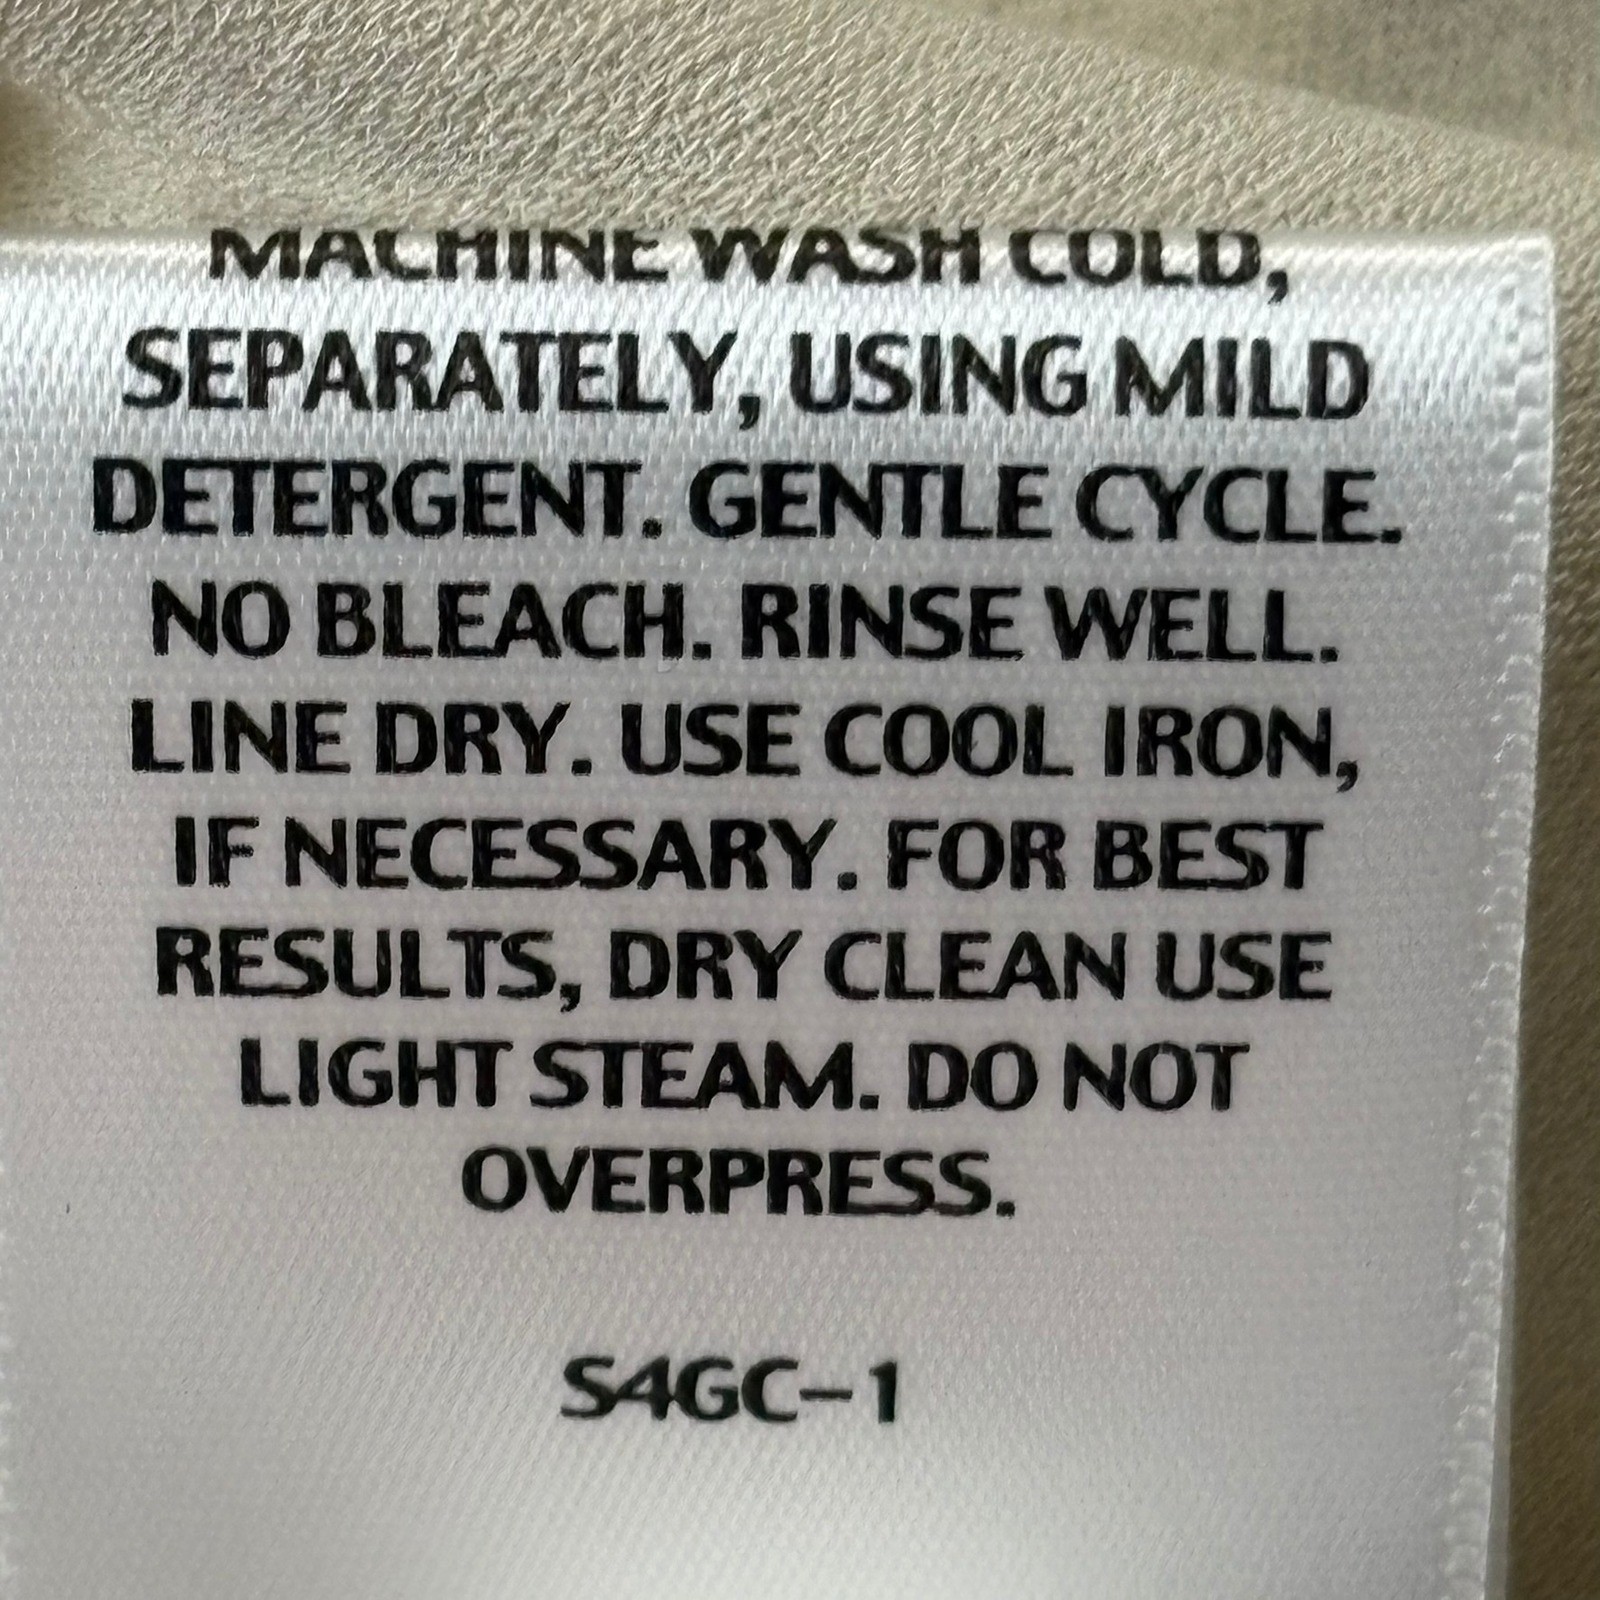 MACHINE WASH COLD,
SEPARATELY, USING MILD
DETERGENT. GENTLE CYCLE.
NO BLEACH. RINSE WELL.
LINE DRY. USE COOL IRON,
IF NECESSARY. FOR BEST
RESULTS, DRY CLEAN USE
LIGHT STEAM. DO NOT
OVERPRESS.
S4GC-1